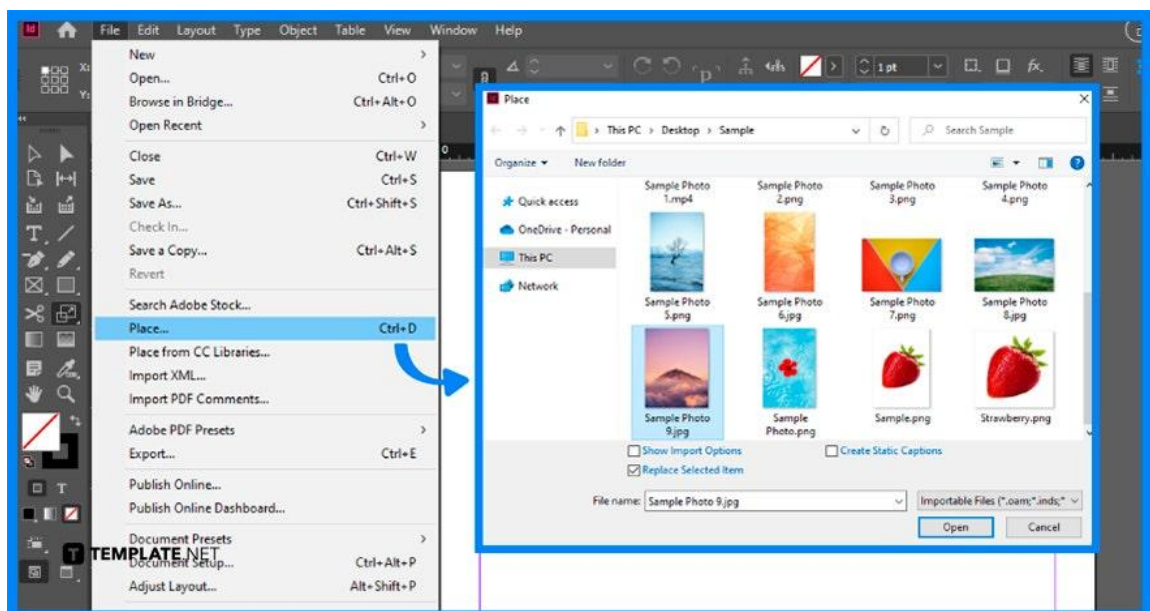 Id File Edit Layout Type Object Table View Window Help
X:
Y:
1 pt
fx.
New
Open... Ctrl+O
Browse in Bridge... Ctrl+Alt+O
Open Recent
Close Ctrl+W
Save Ctrl+S
Save As... Ctrl+Shift+S
Check In...
Save a Copy... Ctrl+Alt+S
Revert
Search Adobe Stock...
Place... Ctrl+D
Place from CC Libraries...
Import XML...
Import PDF Comments...
Adobe PDF Presets
Export... Ctrl+E
Publish Online...
Publish Online Dashboard...
Document Presets
Document Setup... Ctrl+Alt+P
Adjust Layout... Alt+Shift+P
T TEMPLATE.NET
Place
This PC > Desktop > Sample
Search Sample
Organize New folder
Quick access
OneDrive - Personal
This PC
Network
Sample Photo 1.mp4
Sample Photo 2.png
Sample Photo 3.png
Sample Photo 4.png
Sample Photo 5.png
Sample Photo 6.jpg
Sample Photo 7.png
Sample Photo 8.jpg
Sample Photo 9.jpg
Sample Photo.png
Sample.png
Strawberry.png
Show Import Options
Create Static Captions
Replace Selected Item
File name: Sample Photo 9.jpg
Importable Files (*.oam;*.inds;*
Open Cancel